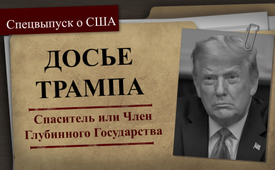 Спецвыпуск о США
ДОСЬЕ
ТРАМПА
Спаситель или Член
Глубинного Государства